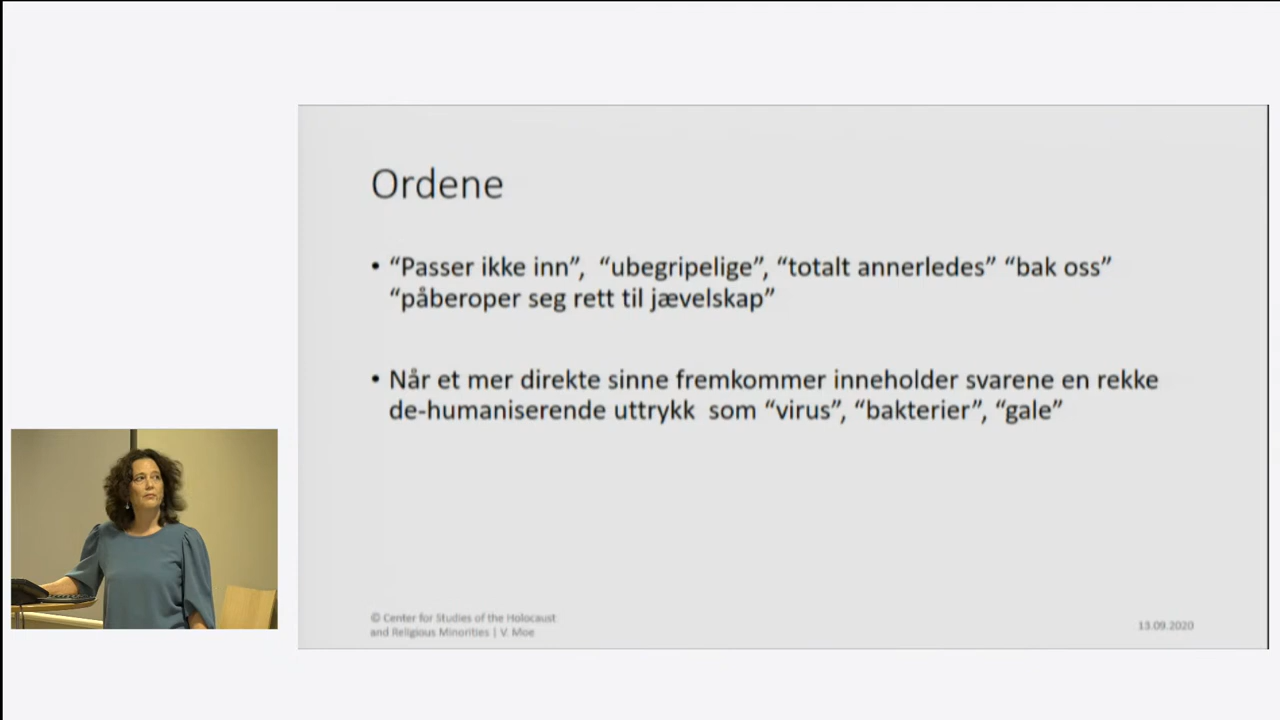 Ordene
• “Passer ikke inn”, “ubegripelige”, “totalt annerledes” “bak oss”
“påberoper seg rett til jævelskap”
• Når et mer direkte sinne fremkommer inneholder svarene en rekke
de-humaniserende uttrykk som “virus”, “bakterier”, “gale”
© Center for Studies of the Holocaust
and Religious Minorities | V. Moe
13.09.2020